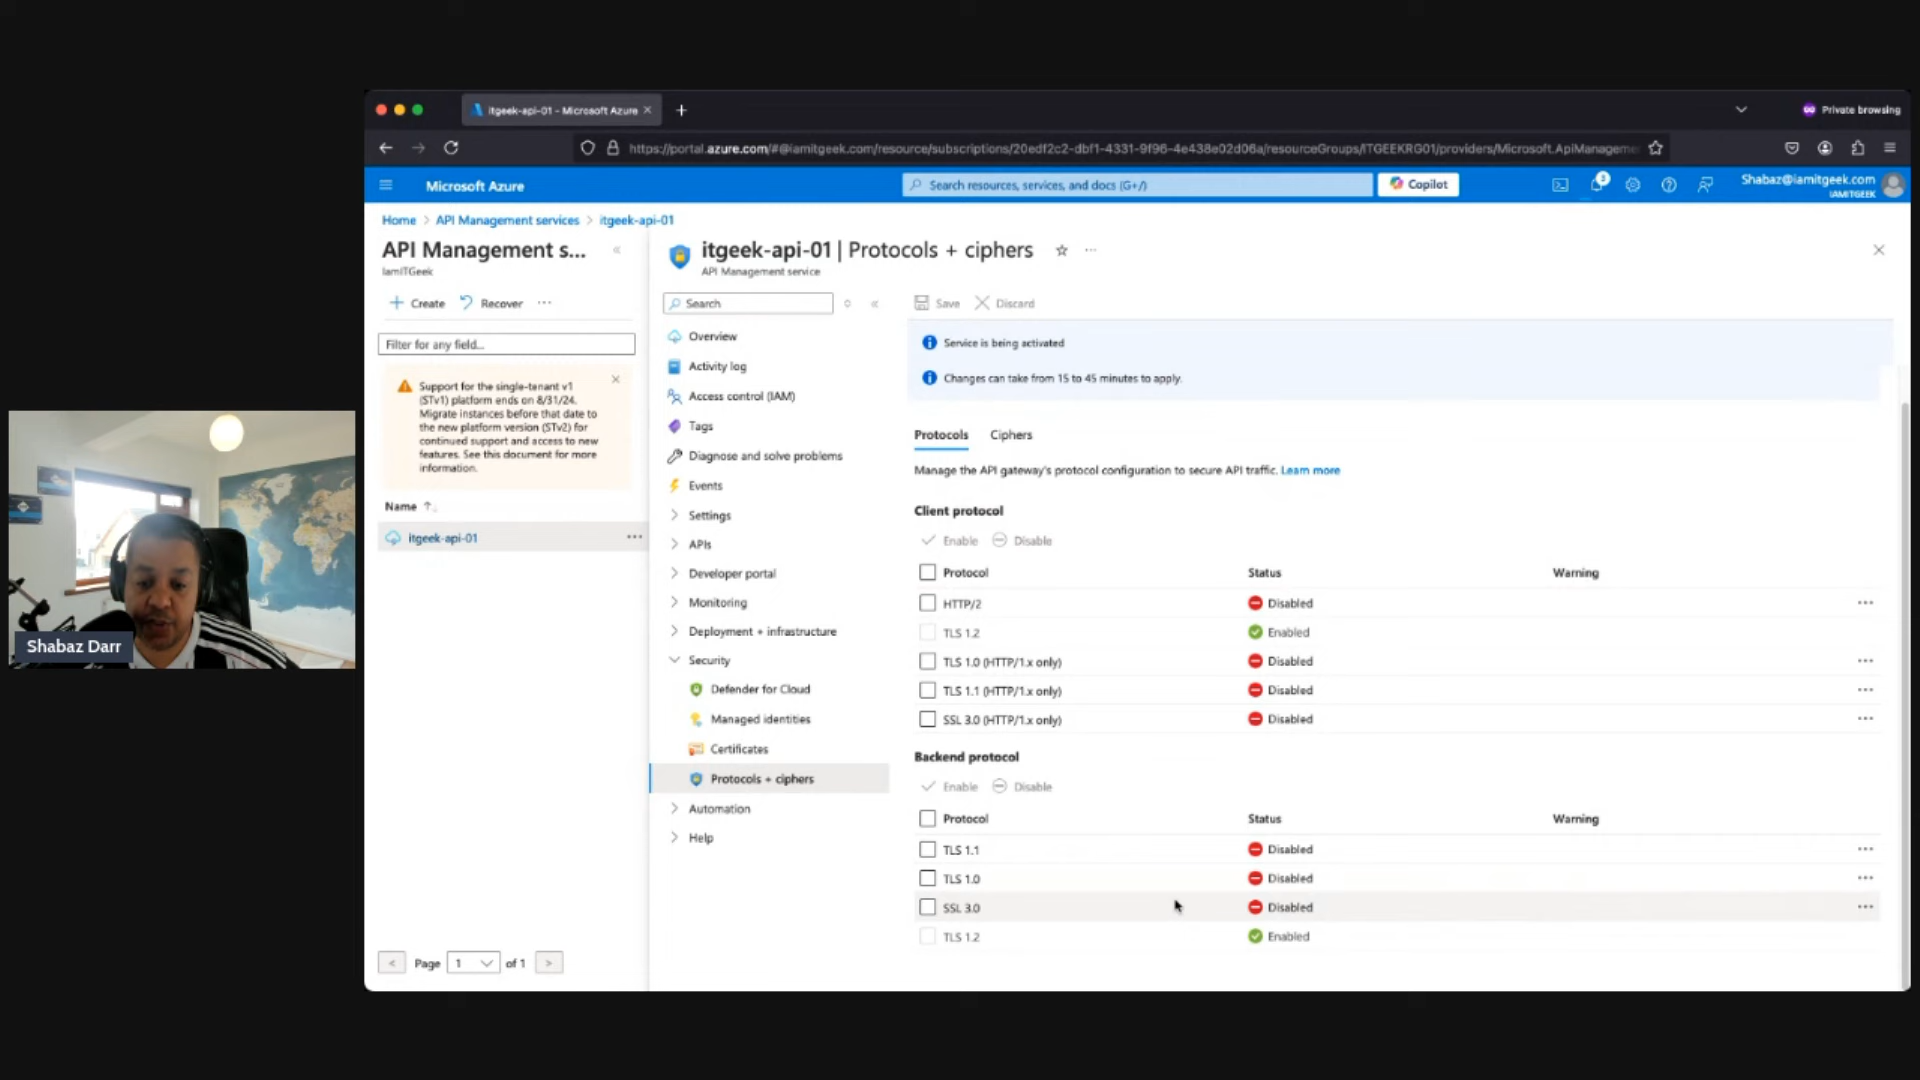 itgeek-api-01 - Microsoft Azure
Private browsing
https://portal.azure.com/#@iamitgeek.com/resource/subscriptions/20edf2c2-dbf1-4331-9f96-4e438e02d06a/resourceGroups/ITGEEKRG01/providers/Microsoft.ApiManageme
Microsoft Azure
Search resources, services, and docs (G+/)
Copilot
3
Shabaz@iamitgeek.com
IAMITGEEK
Home > API Management services > itgeek-api-01
API Management s...
IamITGeek
Create
Recover
Filter for any field...
Support for the single-tenant v1
(STv1) platform ends on 8/31/24.
Migrate instances before that date to
the new platform version (STv2) for
continued support and access to new
features. See this document for more
information.
Name
itgeek-api-01
Page 1 of 1
itgeek-api-01 | Protocols + ciphers
API Management service
Search
Overview
Activity log
Access control (IAM)
Tags
Diagnose and solve problems
Events
Settings
APIs
Developer portal
Monitoring
Deployment + infrastructure
Security
Defender for Cloud
Managed identities
Certificates
Protocols + ciphers
Automation
Help
Save
Discard
Service is being activated
Changes can take from 15 to 45 minutes to apply.
Protocols
Ciphers
Manage the API gateway's protocol configuration to secure API traffic. Learn more
Client protocol
Enable
Disable
Protocol Status Warning
HTTP/2 Disabled
TLS 1.2 Enabled
TLS 1.0 (HTTP/1.x only) Disabled
TLS 1.1 (HTTP/1.x only) Disabled
SSL 3.0 (HTTP/1.x only) Disabled
Backend protocol
Enable
Disable
Protocol Status Warning
TLS 1.1 Disabled
TLS 1.0 Disabled
SSL 3.0 Disabled
TLS 1.2 Enabled
Shabaz Darr